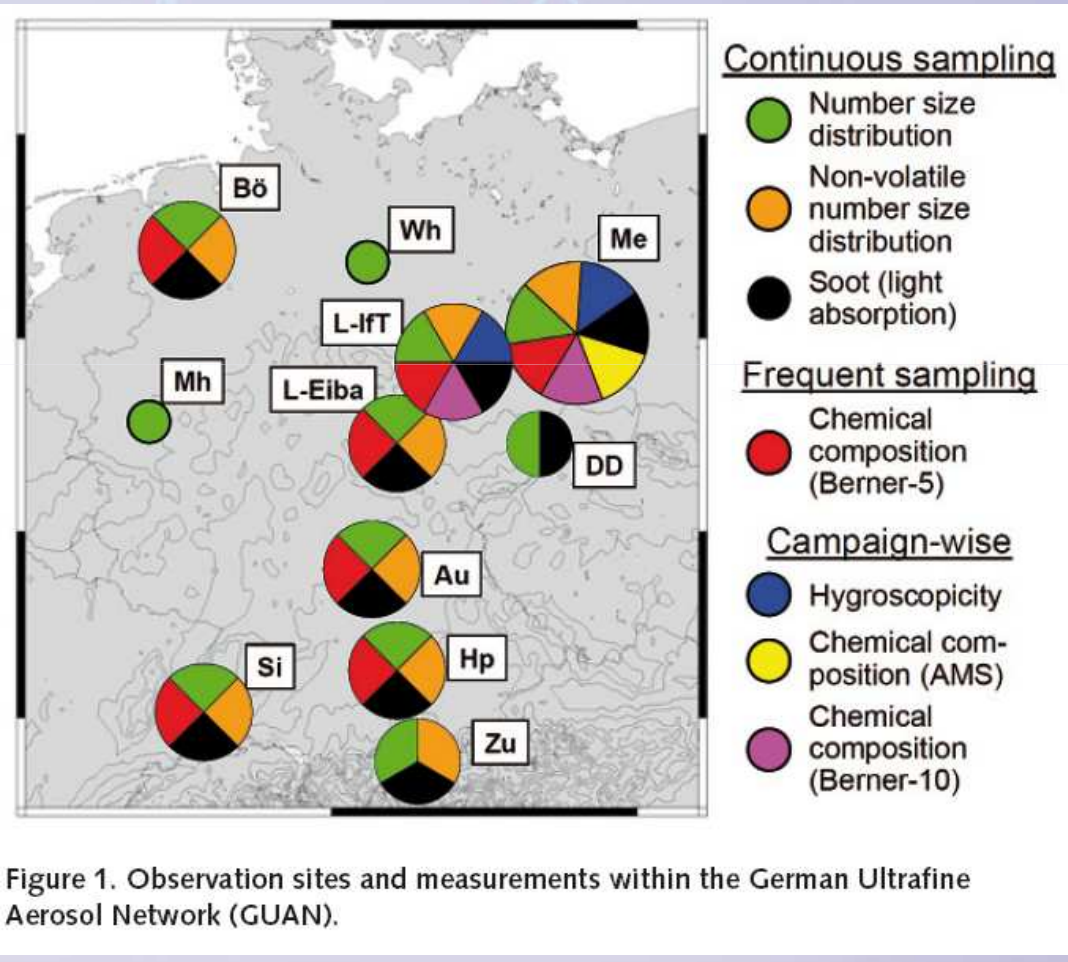 Continuous sampling
Number size
distribution
Non-volatile
number size
distribution
Soot (light
absorption)
Frequent sampling
Chemical
composition
(Berner-5)
Campaign-wise
Hygroscopicity
Chemical com-
position (AMS)
Chemical
composition
(Berner-10)
Bö
Wh
Me
L-IfT
Mh
L-Eiba
DD
Au
Hp
Si
Zu
Figure 1. Observation sites and measurements within the German Ultrafine
Aerosol Network (GUAN).